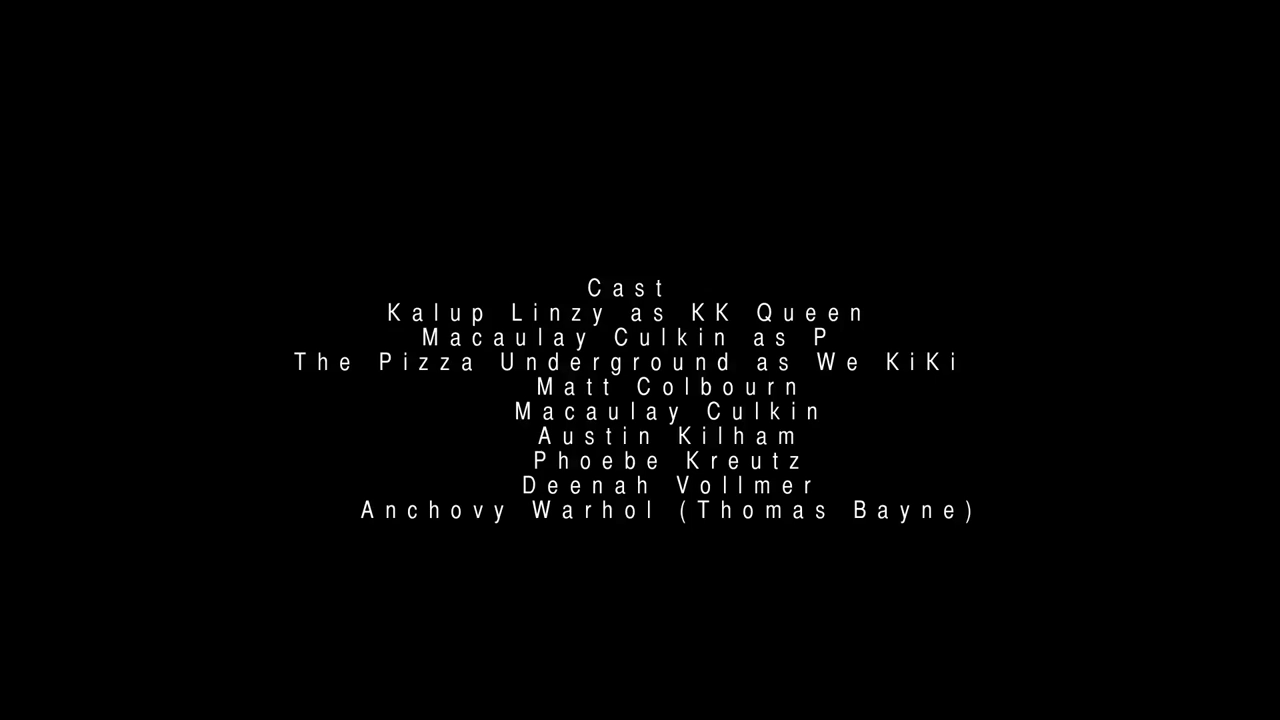 Cast
Kalup Linzy as KK Queen
Macaulay Culkin as P
The Pizza Underground as We KiKi
Matt Colbourn
Macaulay Culkin
Austin Kilham
Phoebe Kreutz
Deenah Vollmer
Anchovy Warhol (Thomas Bayne)